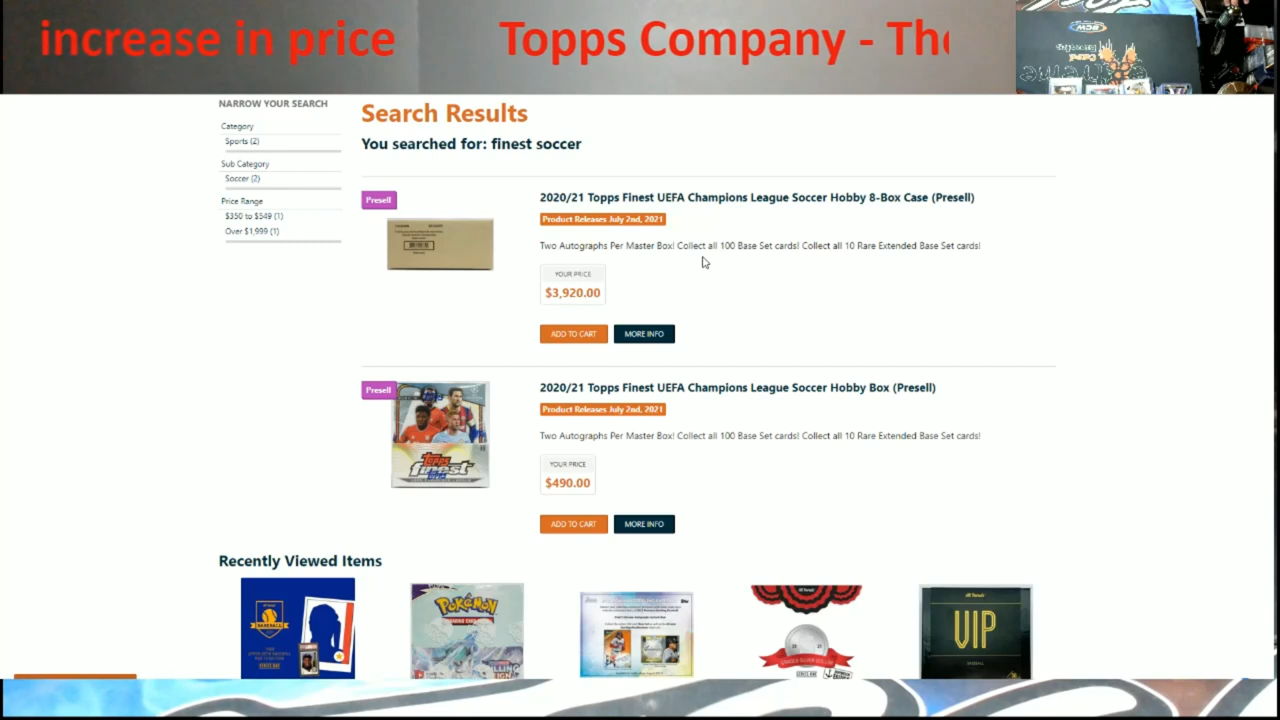 increase in price
Topps Company - The
NARROW YOUR SEARCH
Category
Sports (2)
Sub Category
Soccer (2)
Price Range
$350 to $549 (1)
Over $1,999 (1)
Search Results
You searched for: finest soccer
Presell
2020/21 Topps Finest UEFA Champions League Soccer Hobby 8-Box Case (Presell)
Product Releases July 2nd, 2021
Two Autographs Per Master Box! Collect all 100 Base Set cards! Collect all 10 Rare Extended Base Set cards!
YOUR PRICE
$3,920.00
ADD TO CART
MORE INFO
Presell
2020/21 Topps Finest UEFA Champions League Soccer Hobby Box (Presell)
Product Releases July 2nd, 2021
Two Autographs Per Master Box! Collect all 100 Base Set cards! Collect all 10 Rare Extended Base Set cards!
YOUR PRICE
$490.00
ADD TO CART
MORE INFO
Topps
finest
Recently Viewed Items
BASEBALL
POKéMON
VIP
BASEBALL